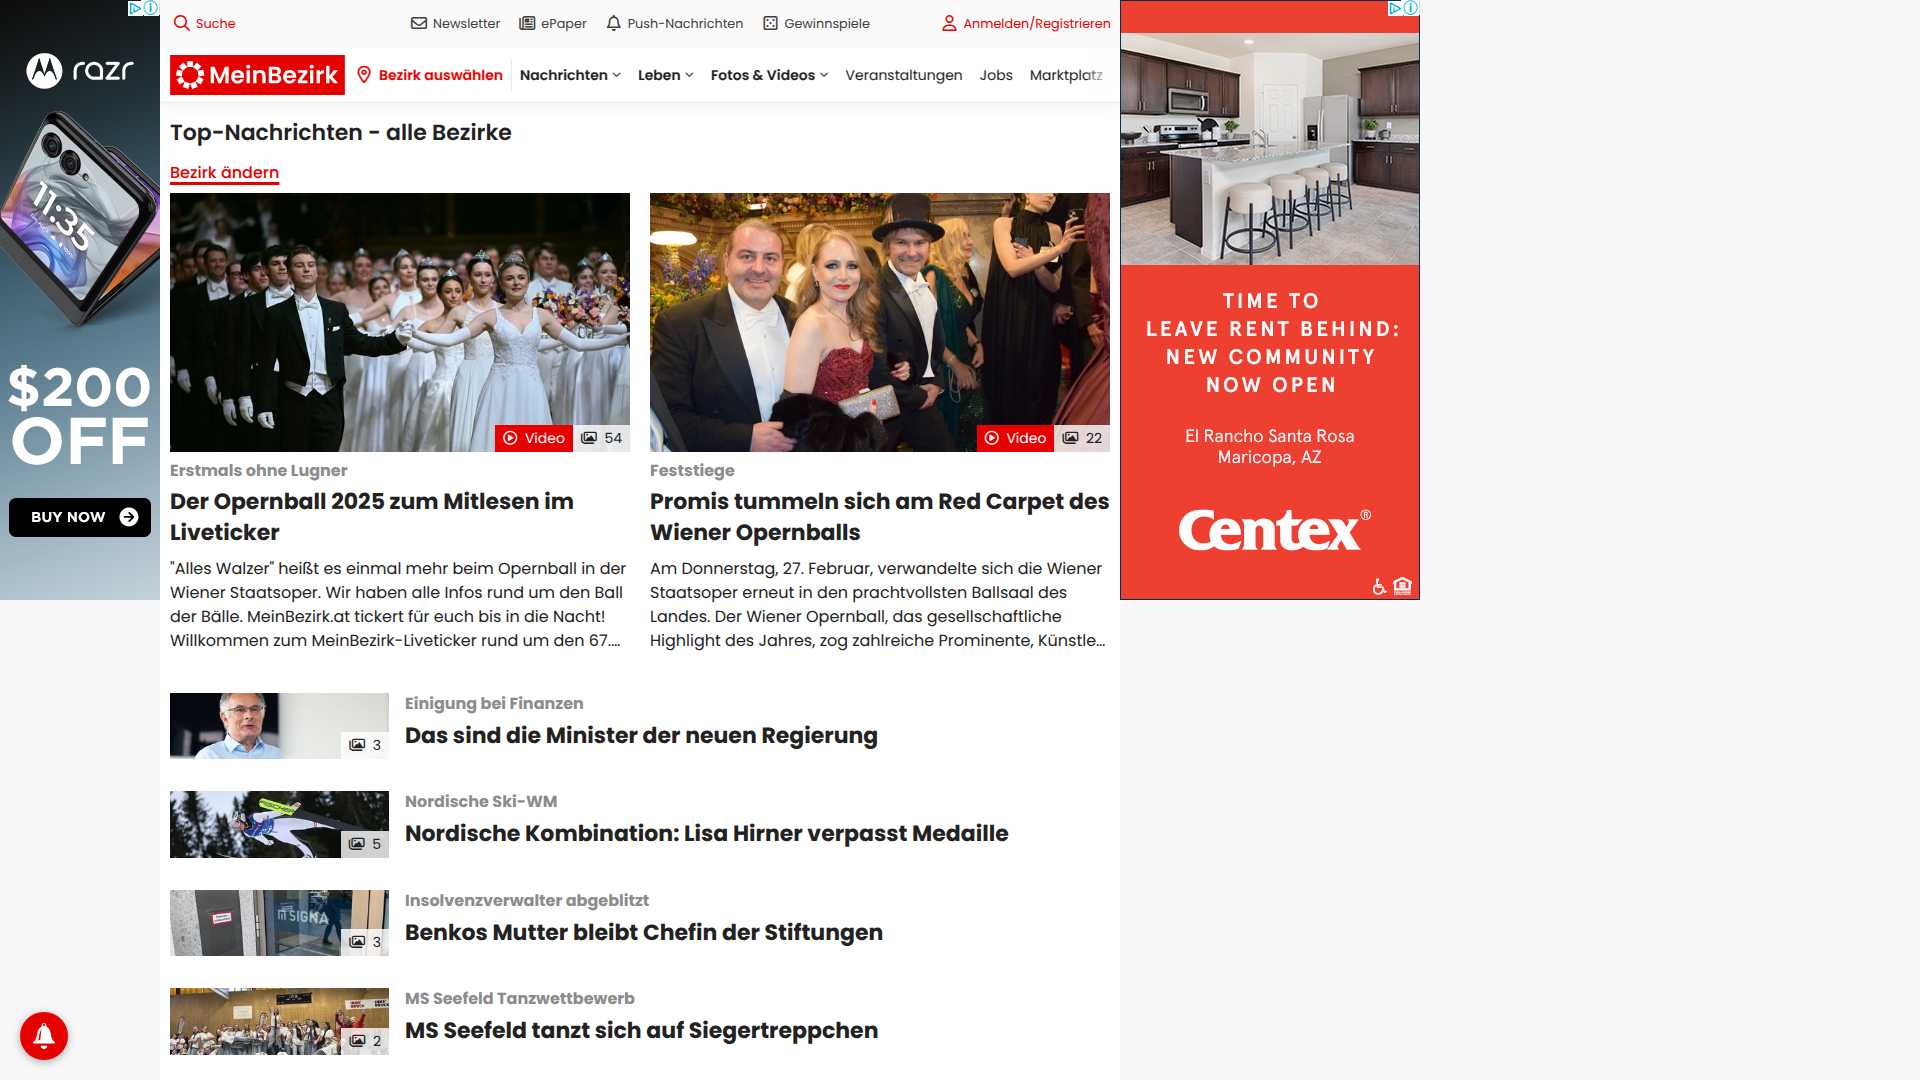 Suche
Newsletter
ePaper
Push-Nachrichten
Gewinnspiele
Anmelden/Registrieren
MeinBezirk
Bezirk auswählen
Nachrichten
Leben
Fotos & Videos
Veranstaltungen
Jobs
Marktplatz
razr
11:35
$200
OFF
BUY NOW
Top-Nachrichten - alle Bezirke
Bezirk ändern
Video
54
Erstmals ohne Lugner
Der Opernball 2025 zum Mitlesen im
Liveticker
"Alles Walzer" heißt es einmal mehr beim Opernball in der
Wiener Staatsoper. Wir haben alle Infos rund um den Ball
der Bälle. MeinBezirk.at tickert für euch bis in die Nacht!
Willkommen zum MeinBezirk-Liveticker rund um den 67....
Video
22
Feststiege
Promis tummeln sich am Red Carpet des
Wiener Opernballs
Am Donnerstag, 27. Februar, verwandelte sich die Wiener
Staatsoper erneut in den prachtvollsten Ballsaal des
Landes. Der Wiener Opernball, das gesellschaftliche
Highlight des Jahres, zog zahlreiche Prominente, Künstle...
3
Einigung bei Finanzen
Das sind die Minister der neuen Regierung
FISCHER
5
Nordische Ski-WM
Nordische Kombination: Lisa Hirner verpasst Medaille
SIGNA
3
Insolvenzverwalter abgeblitzt
Benkos Mutter bleibt Chefin der Stiftungen
2
MS Seefeld Tanzwettbewerb
MS Seefeld tanzt sich auf Siegertreppchen
TIME TO
LEAVE RENT BEHIND:
NEW COMMUNITY
NOW OPEN
El Rancho Santa Rosa
Maricopa, AZ
Centex®